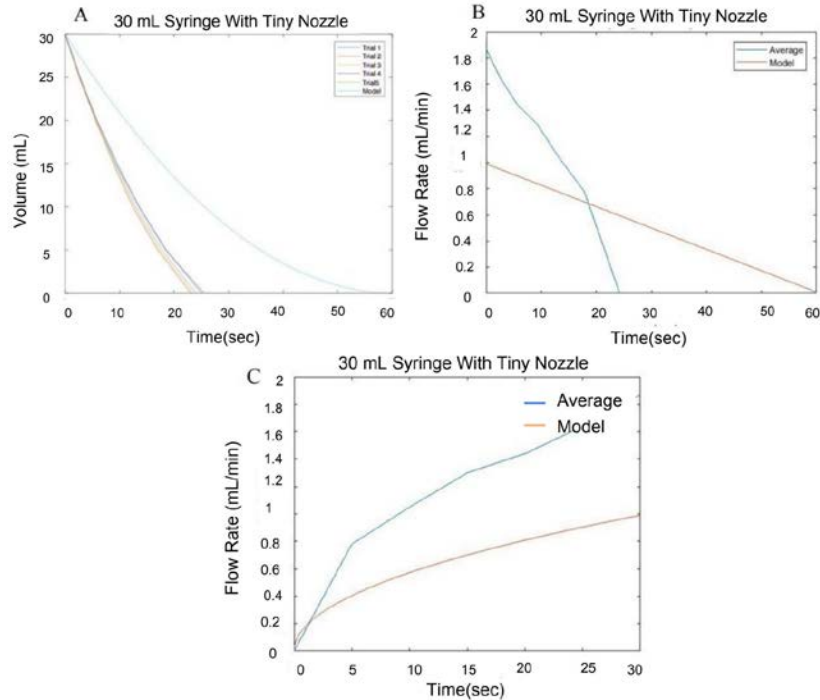 A
30 mL Syringe With Tiny Nozzle
30
25
20
15
10
5
0
Volume (mL)
Trial 1
Trial 2
Trial 3
Trial 4
Trial5
Model
0 10 20 30 40 50 60
Time(sec)
B
30 mL Syringe With Tiny Nozzle
2
1.8
1.6
1.4
1.2
1
0.8
0.6
0.4
0.2
0
Flow Rate (mL/min)
Average
Model
0 10 20 30 40 50 60
Time(sec)
C
30 mL Syringe With Tiny Nozzle
2
1.8
1.6
1.4
1.2
1
0.8
0.6
0.4
0.2
0
Flow Rate (mL/min)
Average
Model
0 5 10 15 20 25 30
Time(sec)